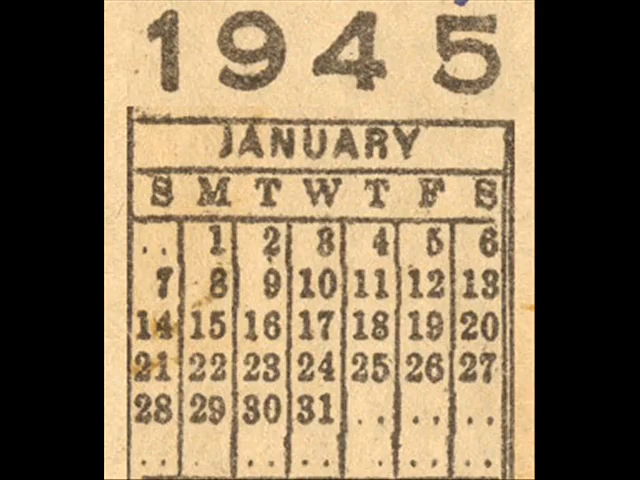 1945
JANUARY
S M T W T F S
.. 1 2 3 4 5 6
7 8 9 10 11 12 13
14 15 16 17 18 19 20
21 22 23 24 25 26 27
28 29 30 31 .. .. ..
.. .. .. .. .. .. ..